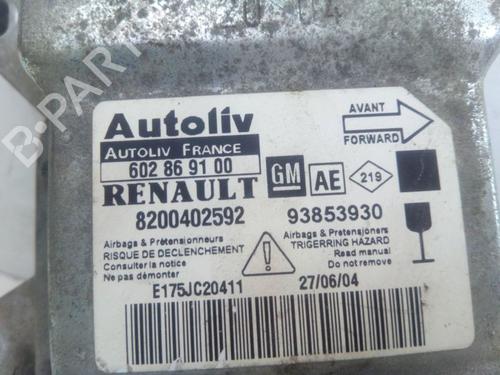 B-PARTS
Autoliv
AUTOLIV FRANCE
602 86 91 00
RENAULT
8200402592
GM
AE
219
AVANT
FORWARD
93853930
Airbags & Prétensionneurs
RISQUE DE DECLENCHEMENT
Consulter la notice
Ne pas démonter
Airbags & Pretensioners
TRIGERRING HAZARD
Read manual
Do not remove
E175JC20411
27/06/04